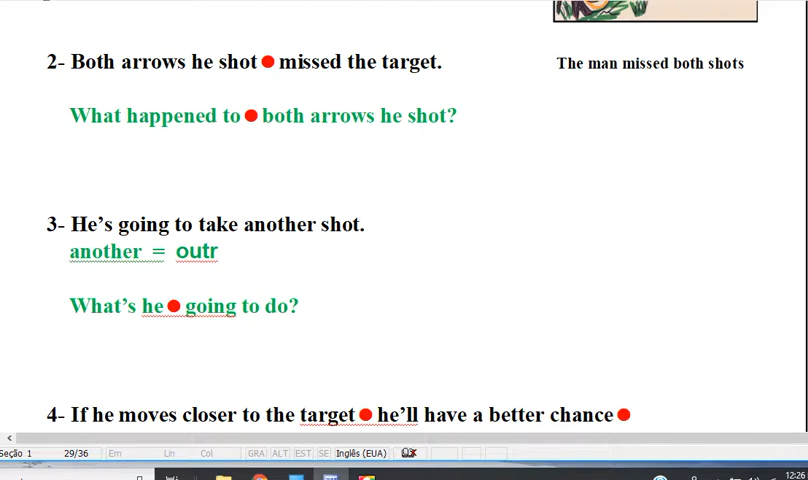 2- Both arrows he shot ● missed the target.
The man missed both shots
What happened to ● both arrows he shot?
3- He’s going to take another shot.
another = outr
What’s he ● going to do?
4- If he moves closer to the target ● he’ll have a better chance ●
Seção 1 29/36 Em Lin Col GRA ALT EST SE Inglês (EUA)
12:26